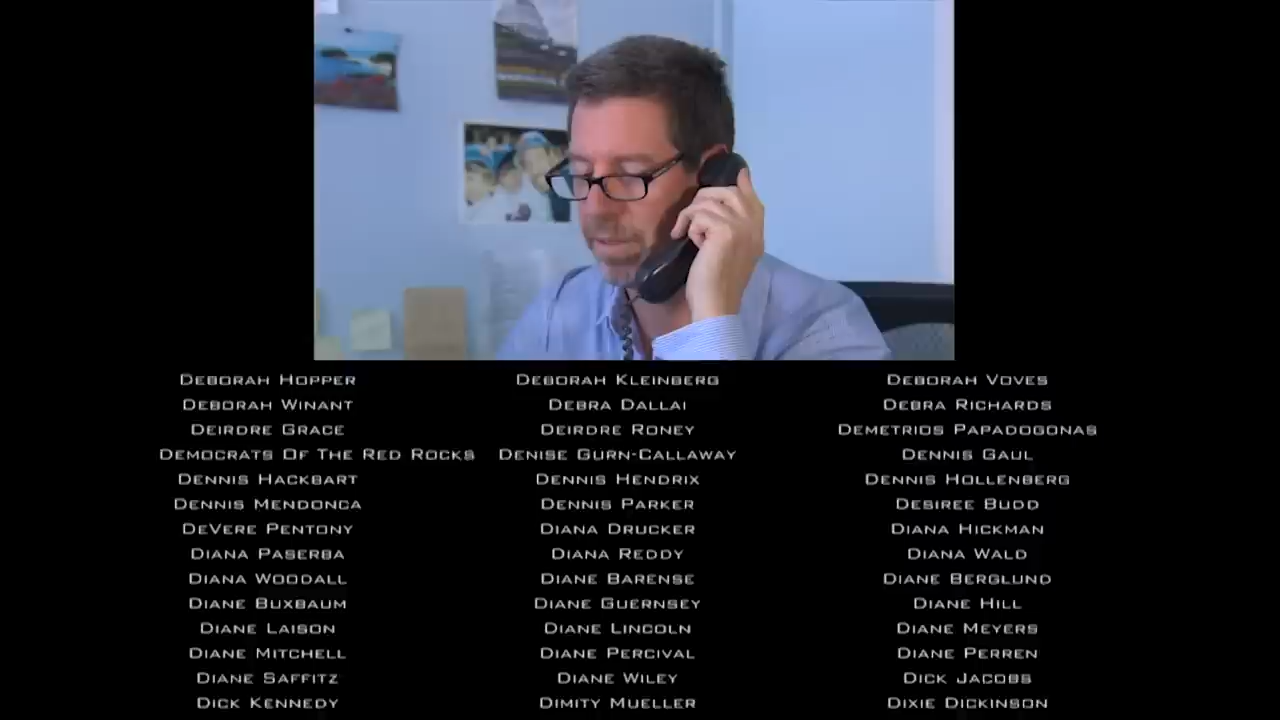 Deborah Hopper Deborah Kleinberg Deborah Voves
Deborah Winant Debra Dallai Debra Richards
Deirdre Grace Deirdre Roney Demetrios Papadogonas
Democrats Of The Red Rocks Denise Gurn-Callaway Dennis Gaul
Dennis Hackbart Dennis Hendrix Dennis Hollenberg
Dennis Mendonca Dennis Parker Desiree Budd
DeVere Pentony Diana Drucker Diana Hickman
Diana Paserba Diana Reddy Diana Wald
Diana Woodall Diane Barense Diane Berglund
Diane Buxbaum Diane Guernsey Diane Hill
Diane Laison Diane Lincoln Diane Meyers
Diane Mitchell Diane Percival Diane Perren
Diane Saffitz Diane Wiley Dick Jacobs
Dick Kennedy Dimity Mueller Dixie Dickinson